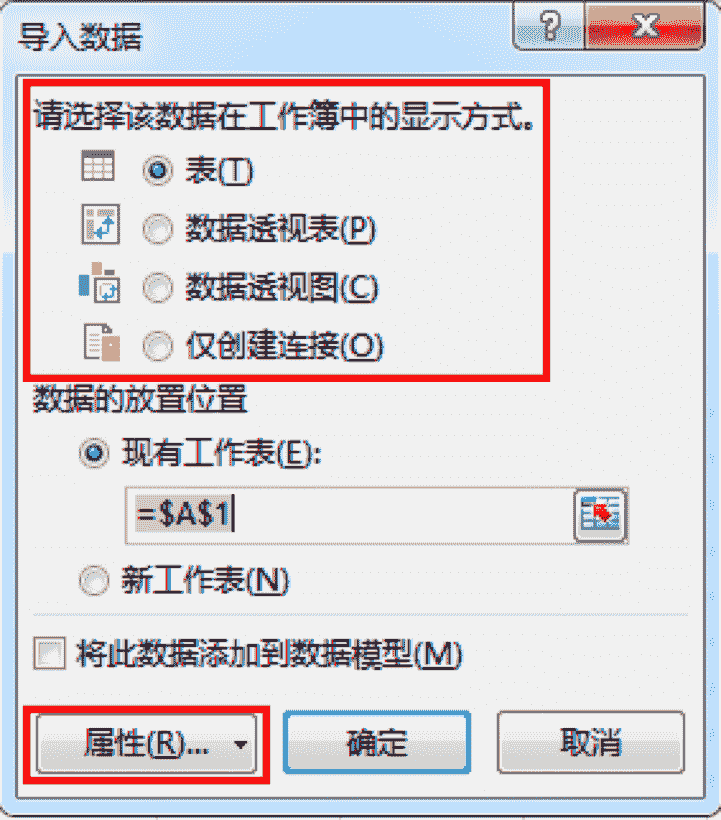 导入数据
请选择该数据在工作簿中的显示方式。
表(T)
数据透视表(P)
数据透视图(C)
仅创建连接(O)
数据的放置位置
现有工作表(E):
=$A$1
新工作表(N)
将此数据添加到数据模型(M)
属性(R)... 确定 取消